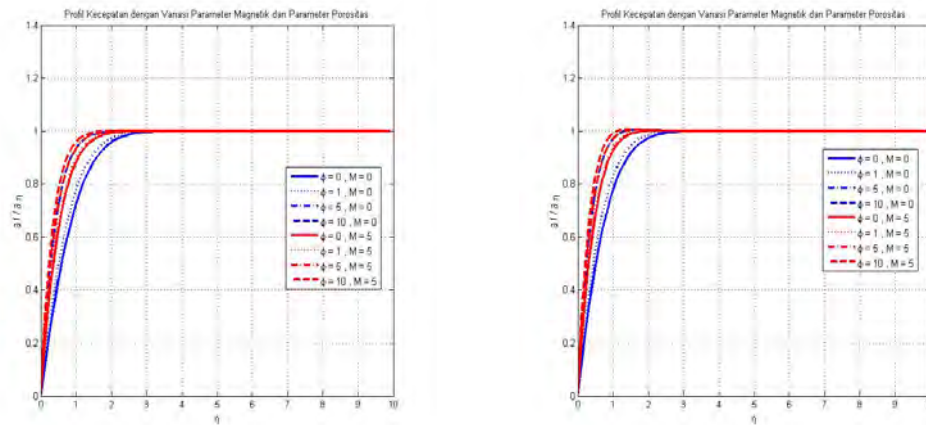 Profil Kecepatan dengan Variasi Parameter Magnetik dan Parameter Porositas
1.4
1.2
1
0.8
0.6
0.4
0.2
0
∂ f / ∂ η
0 1 2 3 4 5 6 7 8 9 10
η
ϕ = 0 , M = 0
ϕ = 1 , M = 0
ϕ = 5 , M = 0
ϕ = 10 , M = 0
ϕ = 0 , M = 5
ϕ = 1 , M = 5
ϕ = 5 , M = 5
ϕ = 10 , M = 5
Profil Kecepatan dengan Variasi Parameter Magnetik dan Parameter Porositas
1.4
1.2
1
0.8
0.6
0.4
0.2
0
∂ f / ∂ η
0 1 2 3 4 5 6 7 8 9
η
ϕ = 0 , M = 0
ϕ = 1 , M = 0
ϕ = 5 , M = 0
ϕ = 10 , M = 0
ϕ = 0 , M = 5
ϕ = 1 , M = 5
ϕ = 5 , M = 5
ϕ = 10 , M = 5